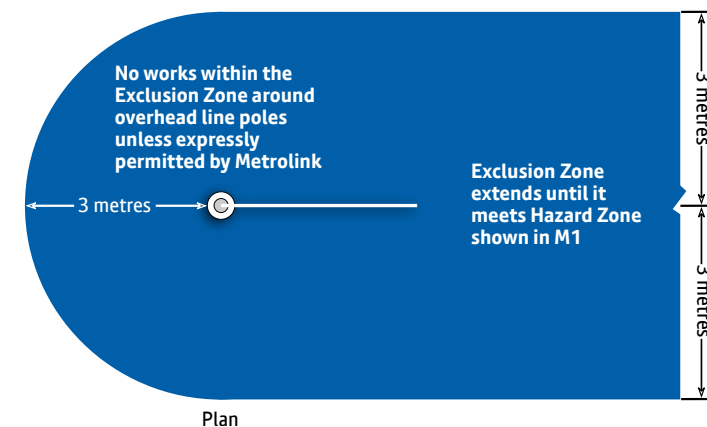 No works within the
Exclusion Zone around
overhead line poles
unless expressly
permitted by Metrolink
3 metres
Exclusion Zone
extends until it
meets Hazard Zone
shown in M1
3 metres
3 metres
Plan